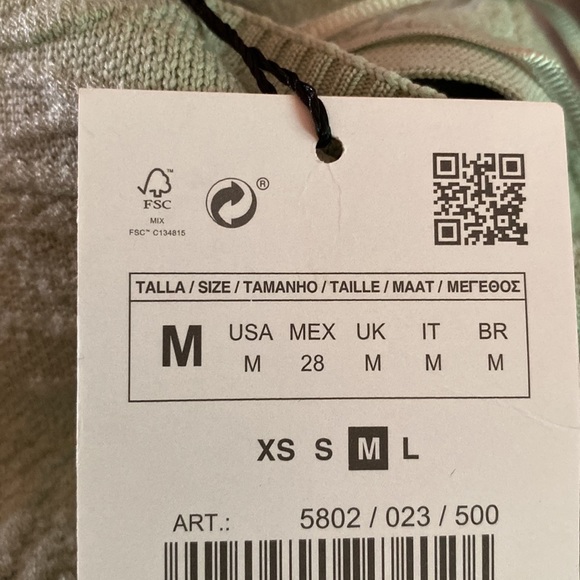 FSC™
MIX
FSC™ C134815
®
TALLA / SIZE / TAMANHO / TAILLE / MAAT / ΜΕΓΕΘΟΣ
M
USA MEX UK IT BR
M 28 M M M
XS S M L
ART.: 5802 / 023 / 500